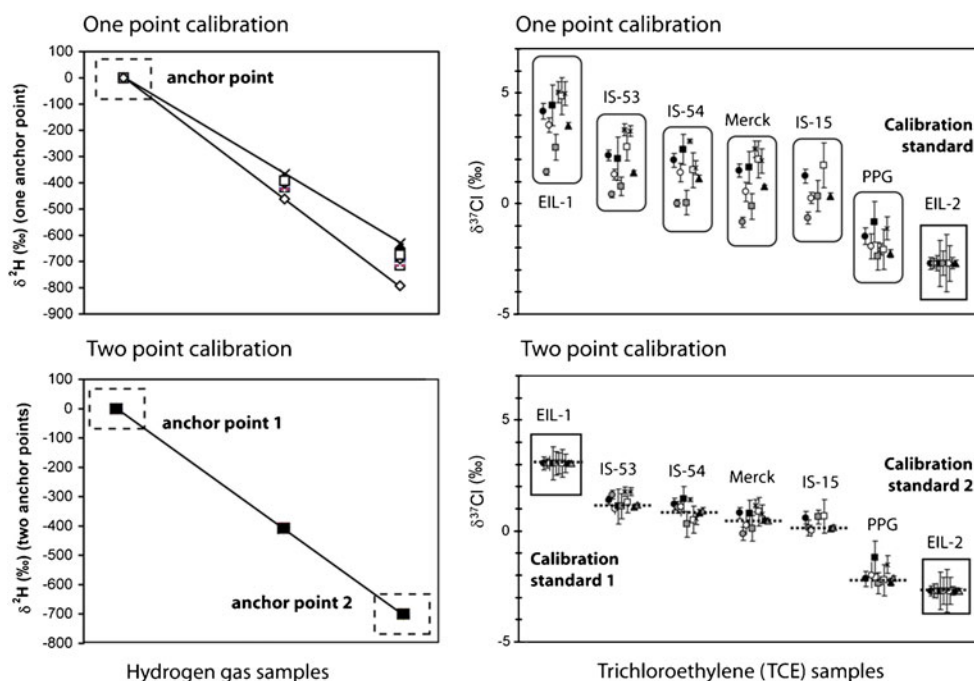 One point calibration
δ ²H (‰) (one anchor point)
100
0
-100
-200
-300
-400
-500
-600
-700
-800
-900
anchor point
One point calibration
δ³⁷Cl (‰)
5
0
-5
EIL-1
IS-53
IS-54
Merck
IS-15
PPG
EIL-2
Calibration
standard
Two point calibration
δ ²H (‰) (two anchor points)
100
0
-100
-200
-300
-400
-500
-600
-700
-800
anchor point 1
anchor point 2
Hydrogen gas samples
Two point calibration
δ³⁷Cl (‰)
5
0
-5
EIL-1
IS-53
IS-54
Merck
IS-15
PPG
EIL-2
Calibration
standard 2
Calibration
standard 1
Trichloroethylene (TCE) samples